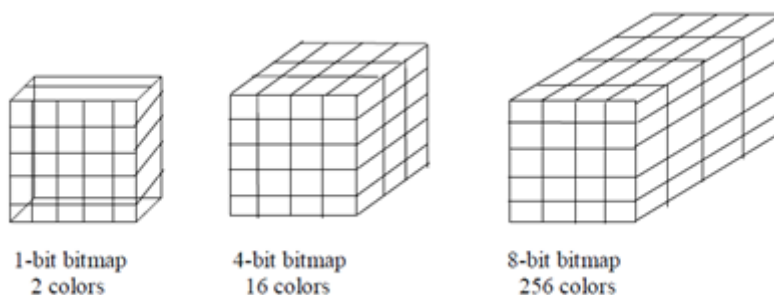 1-bit bitmap
2 colors
4-bit bitmap
16 colors
8-bit bitmap
256 colors